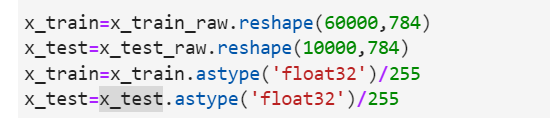 x_train=x_train_raw.reshape(60000,784)
x_test=x_test_raw.reshape(10000,784)
x_train=x_train.astype('float32')/255
x_test=x_test.astype('float32')/255